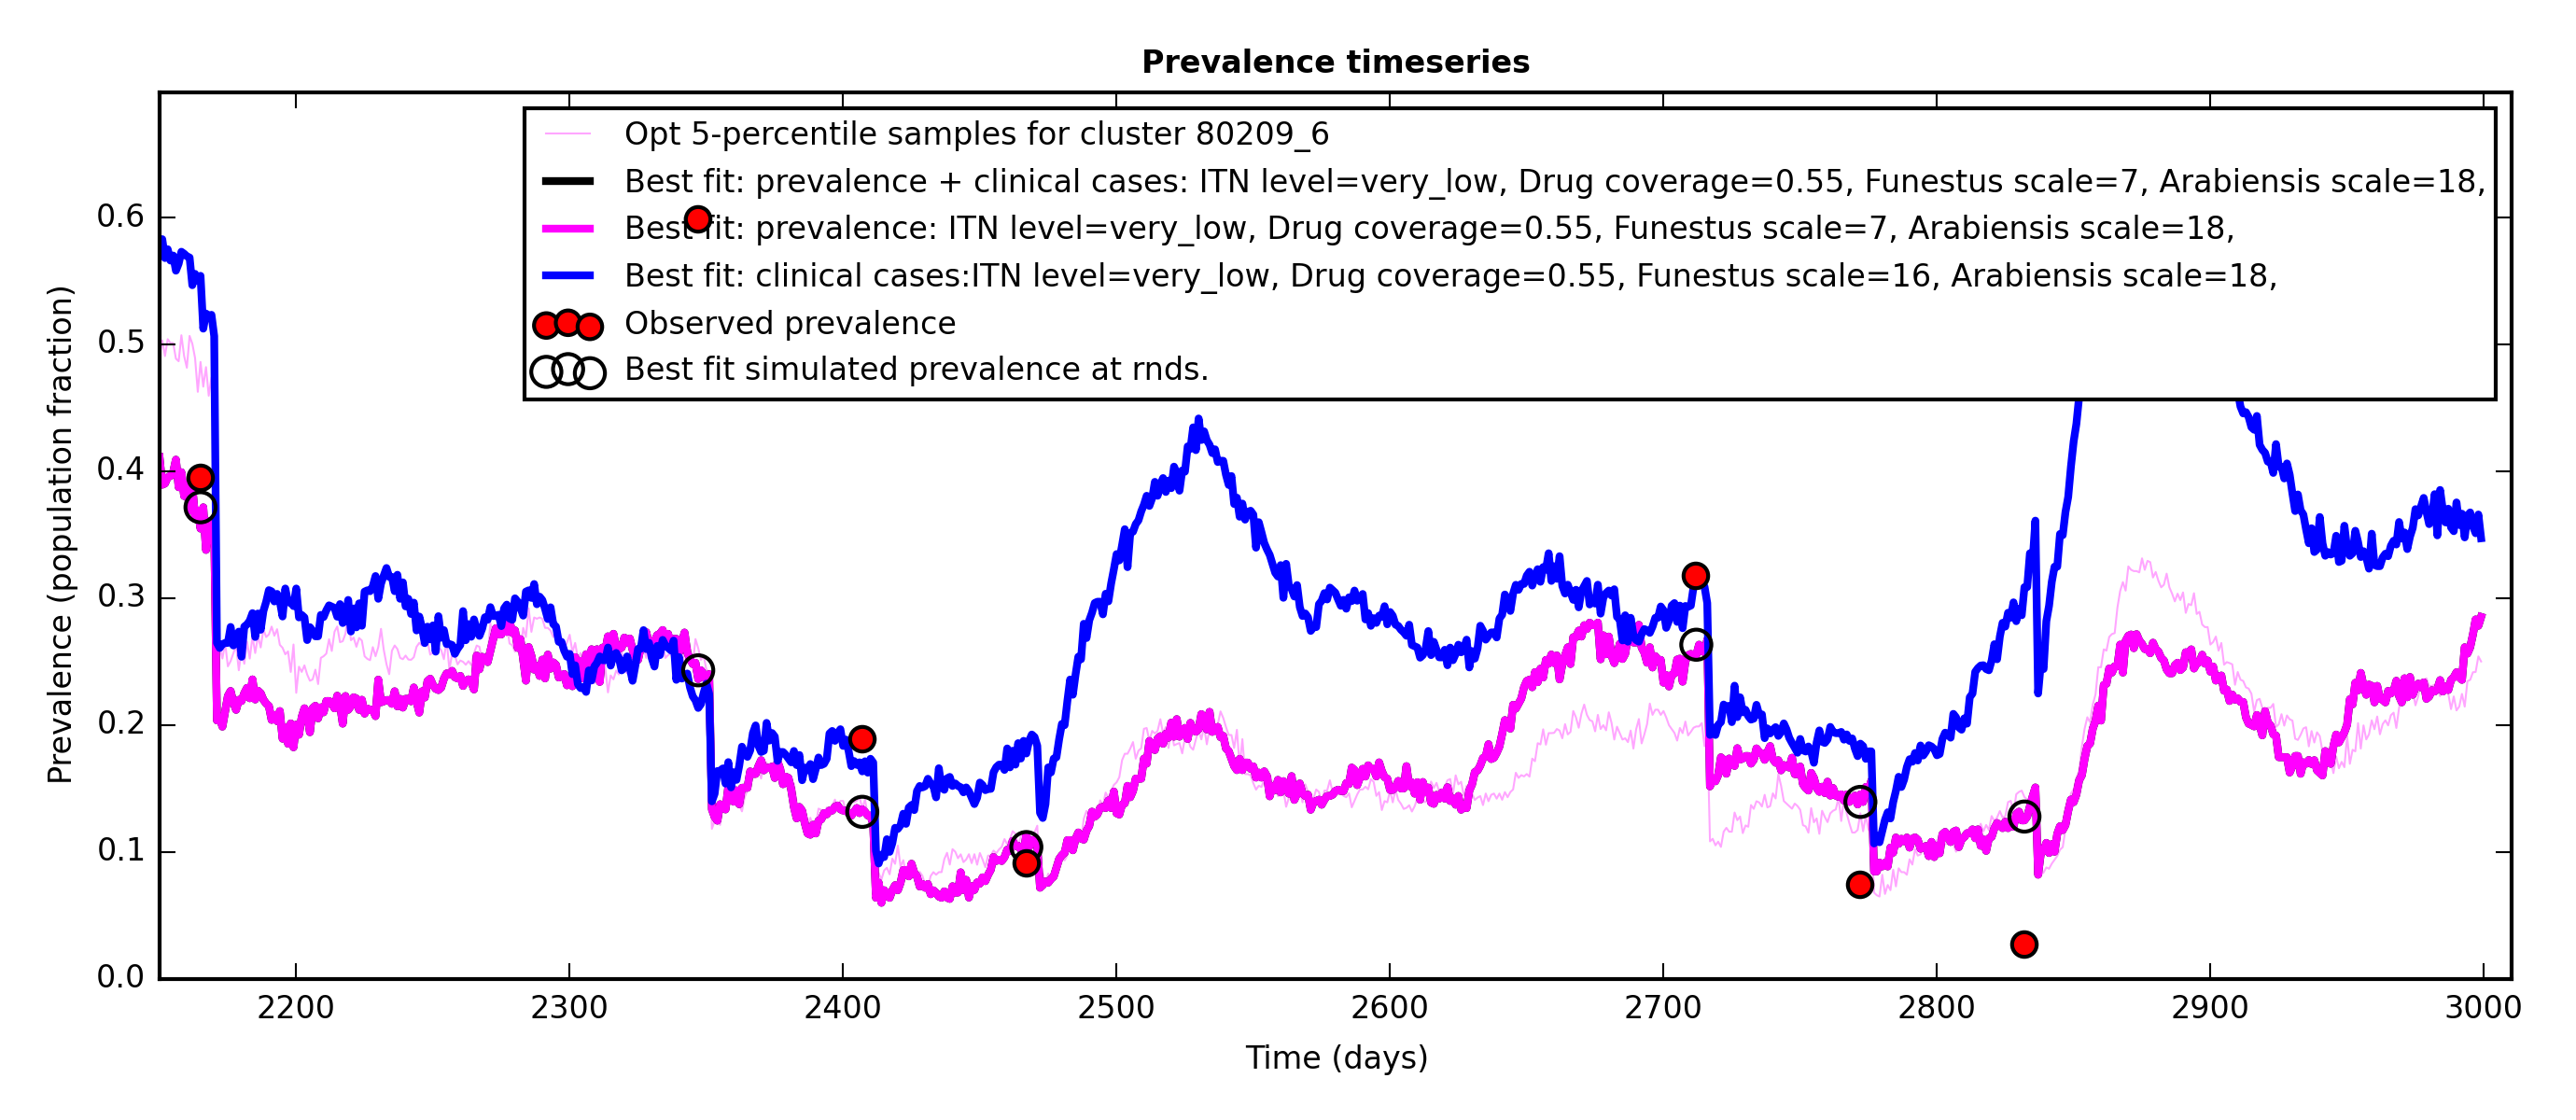 Prevalence timeseries
Opt 5-percentile samples for cluster 80209_6
Best fit: prevalence + clinical cases: ITN level=very_low, Drug coverage=0.55, Funestus scale=7, Arabiensis scale=18,
Best fit: prevalence: ITN level=very_low, Drug coverage=0.55, Funestus scale=7, Arabiensis scale=18,
Best fit: clinical cases:ITN level=very_low, Drug coverage=0.55, Funestus scale=16, Arabiensis scale=18,
Observed prevalence
Best fit simulated prevalence at rnds.
Prevalence (population fraction)
0.6
0.5
0.4
0.3
0.2
0.1
0.0
2200 2300 2400 2500 2600 2700 2800 2900 3000
Time (days)